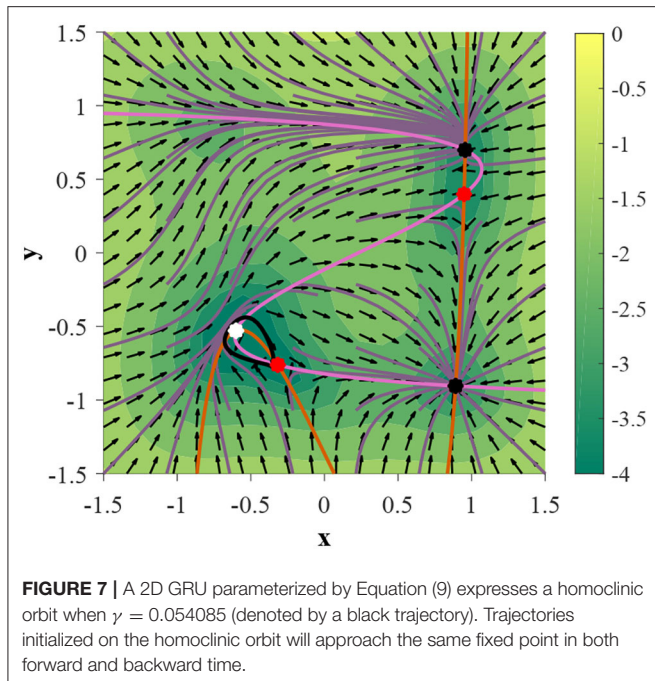 1.5
1
0.5
0
-0.5
-1
-1.5
y
-1.5 -1 -0.5 0 0.5 1 1.5
x
0
-0.5
-1
-1.5
-2
-2.5
-3
-3.5
-4
FIGURE 7 | A 2D GRU parameterized by Equation (9) expresses a homoclinic
orbit when γ = 0.054085 (denoted by a black trajectory). Trajectories
initialized on the homoclinic orbit will approach the same fixed point in both
forward and backward time.